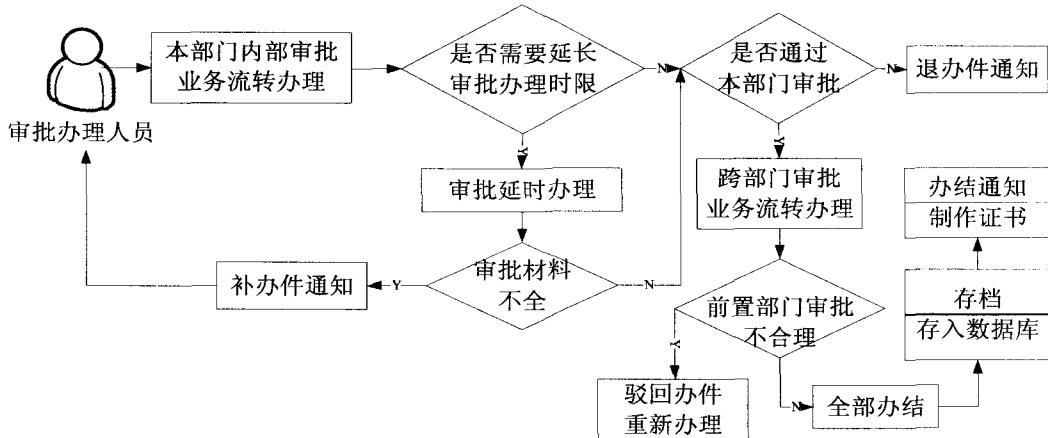 审批办理人员
本部门内部审批
业务流转办理
是否需要延长
审批办理时限
N
是否通过
本部门审批
N
退办件通知
Y
审批延时办理
Y
跨部门审批
业务流转办理
办结通知
制作证书
补办件通知
Y
审批材料
不全
N
前置部门审批
不合理
存档
存入数据库
Y
驳回办件
重新办理
N
全部办结